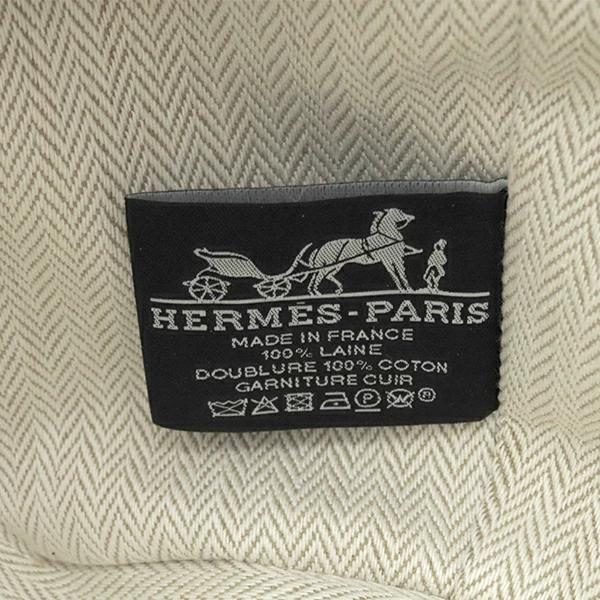 HERMÈS-PARIS
MADE IN FRANCE
100% LAINE
DOUBLURE 100% COTON
GARNITURE CUIR
P W ®